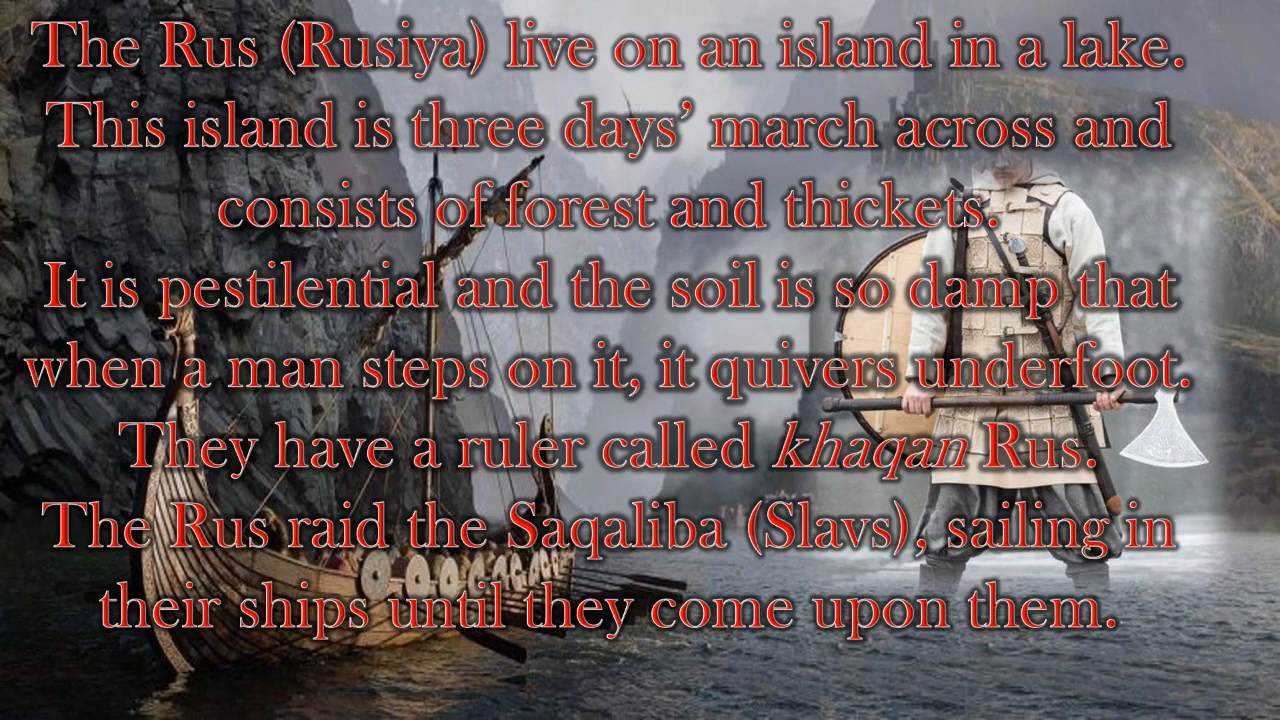 The Rus (Rusiya) live on an island in a lake.
This island is three days’ march across and
consists of forest and thickets.
It is pestilential and the soil is so damp that
when a man steps on it, it quivers underfoot.
They have a ruler called khaqan Rus.
The Rus raid the Saqaliba (Slavs), sailing in
their ships until they come upon them.